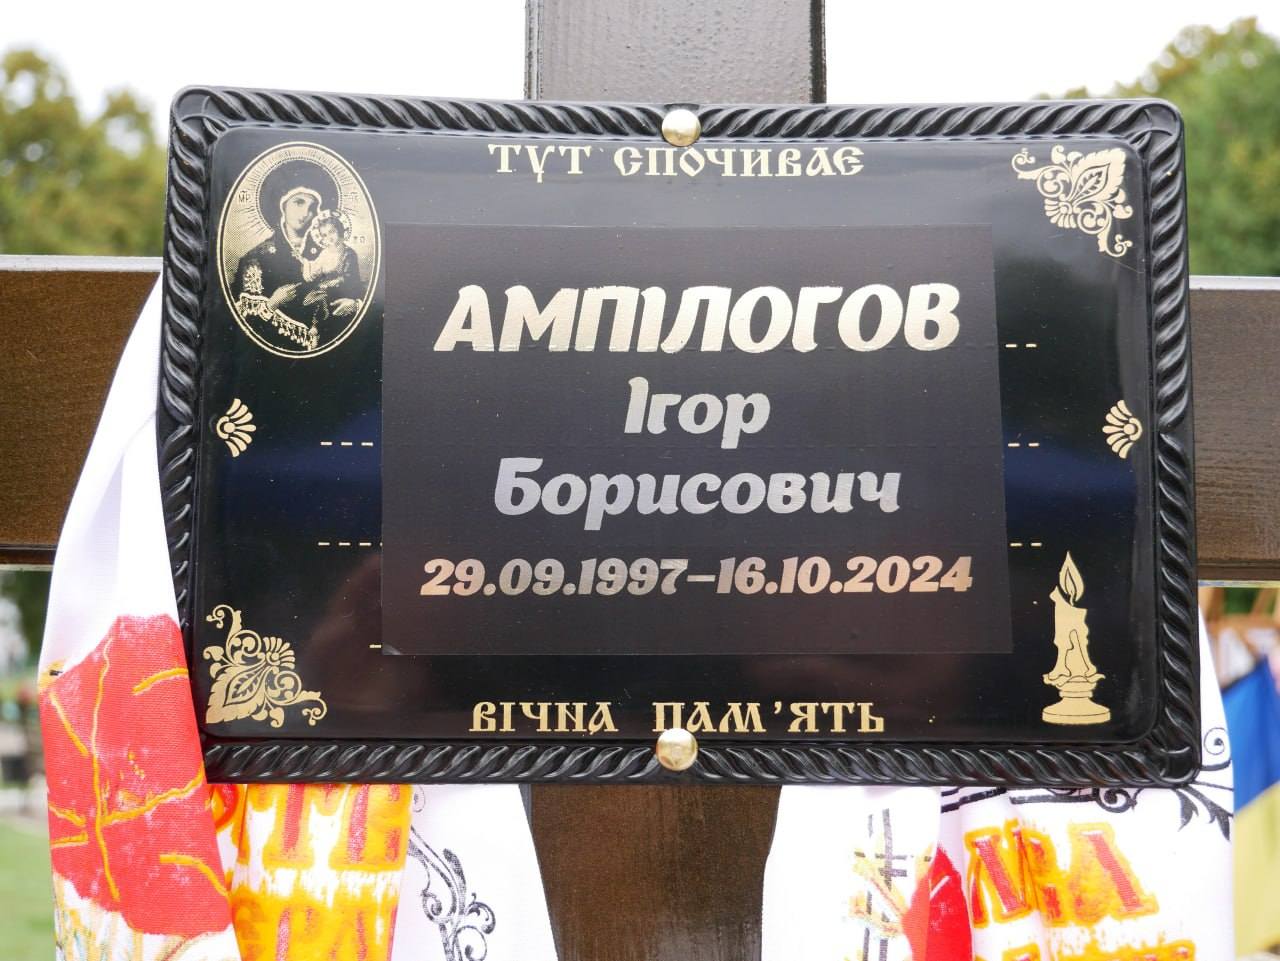 ТУТ СПОЧИВАЄ
АМПІЛОГОВ
Ігор
Борисович
29.09.1997–16.10.2024
ВІЧНА ПАМ'ЯТЬ